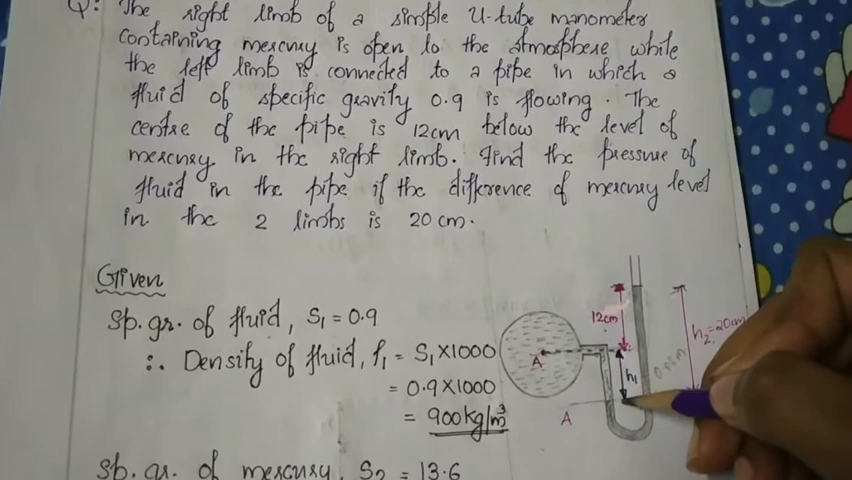 Q: The right limb of a simple U-tube manometer
containing mercury is open to the atmosphere while
the left limb is connected to a pipe in which a
fluid of specific gravity 0.9 is flowing. The
centre of the pipe is 12cm below the level of
mercury in the right limb. Find the pressure of
fluid in the pipe if the difference of mercury level
in the 2 limbs is 20 cm.
Given
Sp. gr. of fluid, S₁ = 0.9
∴ Density of fluid, ρ₁ = S₁ × 1000
= 0.9 × 1000
= 900 kg/m³
Sp. gr. of mercury, S₂ = 13.6
12cm
h₂ = 20cm
A
h₁
A